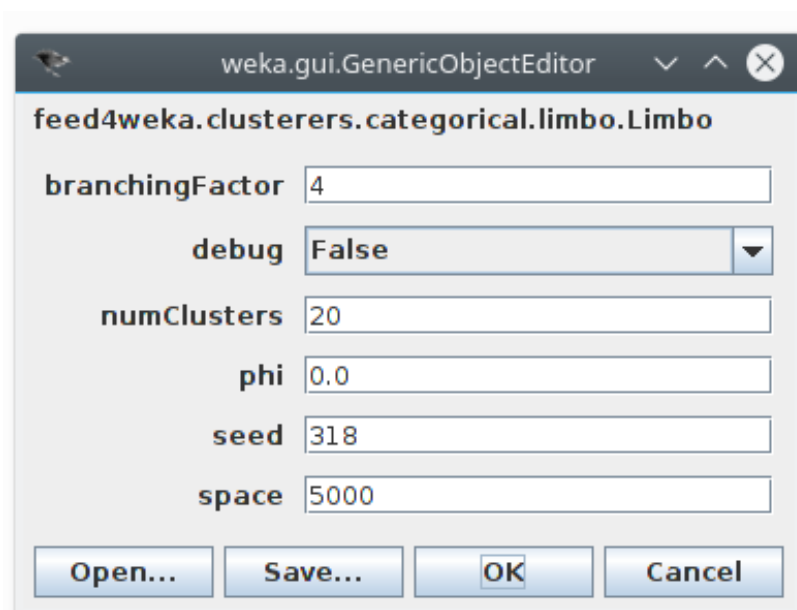 weka.gui.GenericObjectEditor
feed4weka.clusterers.categorical.limbo.Limbo
branchingFactor 4
debug False
numClusters 20
phi 0.0
seed 318
space 5000
Open... Save... OK Cancel